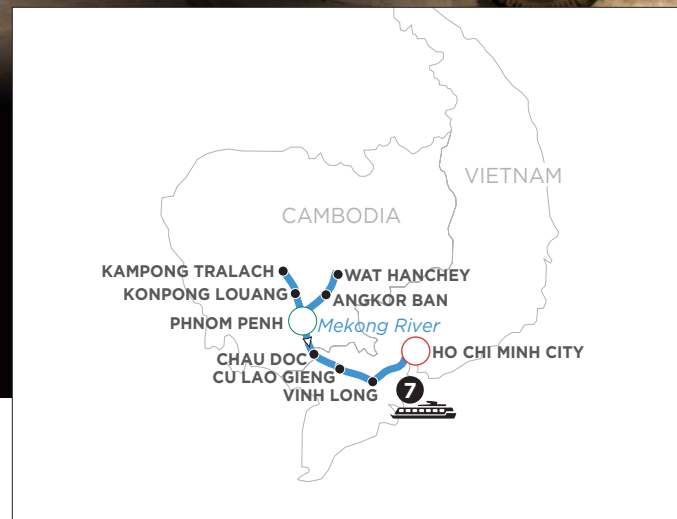 VIETNAM
CAMBODIA
KAMPONG TRALACH
WAT HANCHEY
KONPONG LOUANG
ANGKOR BAN
PHNOM PENH
Mekong River
CHAU DOC
HO CHI MINH CITY
CU LAO GIENG
VINH LONG
7